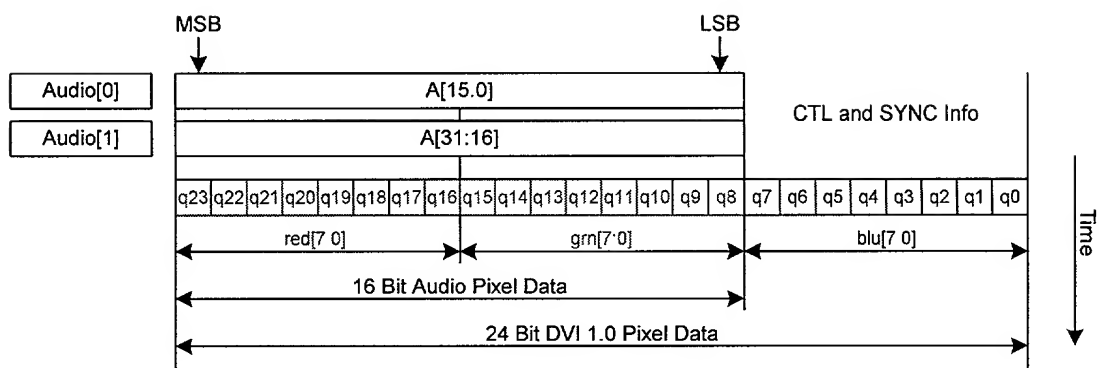 MSB LSB
Audio[0] A[15.0]
CTL and SYNC Info
Audio[1] A[31:16]
q23 q22 q21 q20 q19 q18 q17 q16 q15 q14 q13 q12 q11 q10 q9 q8 q7 q6 q5 q4 q3 q2 q1 q0
red[7 0] grn[7:0] blu[7 0]
16 Bit Audio Pixel Data
24 Bit DVI 1.0 Pixel Data
Time